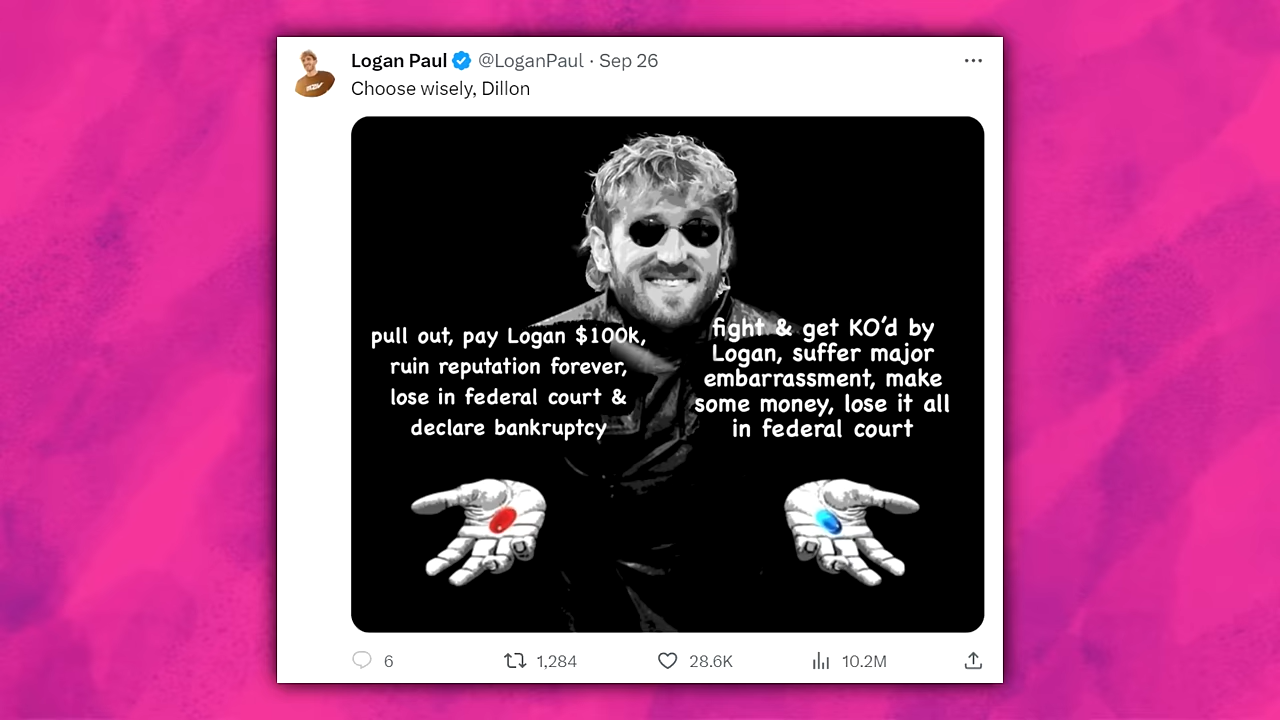 Logan Paul @LoganPaul · Sep 26
Choose wisely, Dillon
pull out, pay Logan $100k,
ruin reputation forever,
lose in federal court &
declare bankruptcy
fight & get KO'd by
Logan, suffer major
embarrassment, make
some money, lose it all
in federal court
6 1,284 28.6K 10.2M